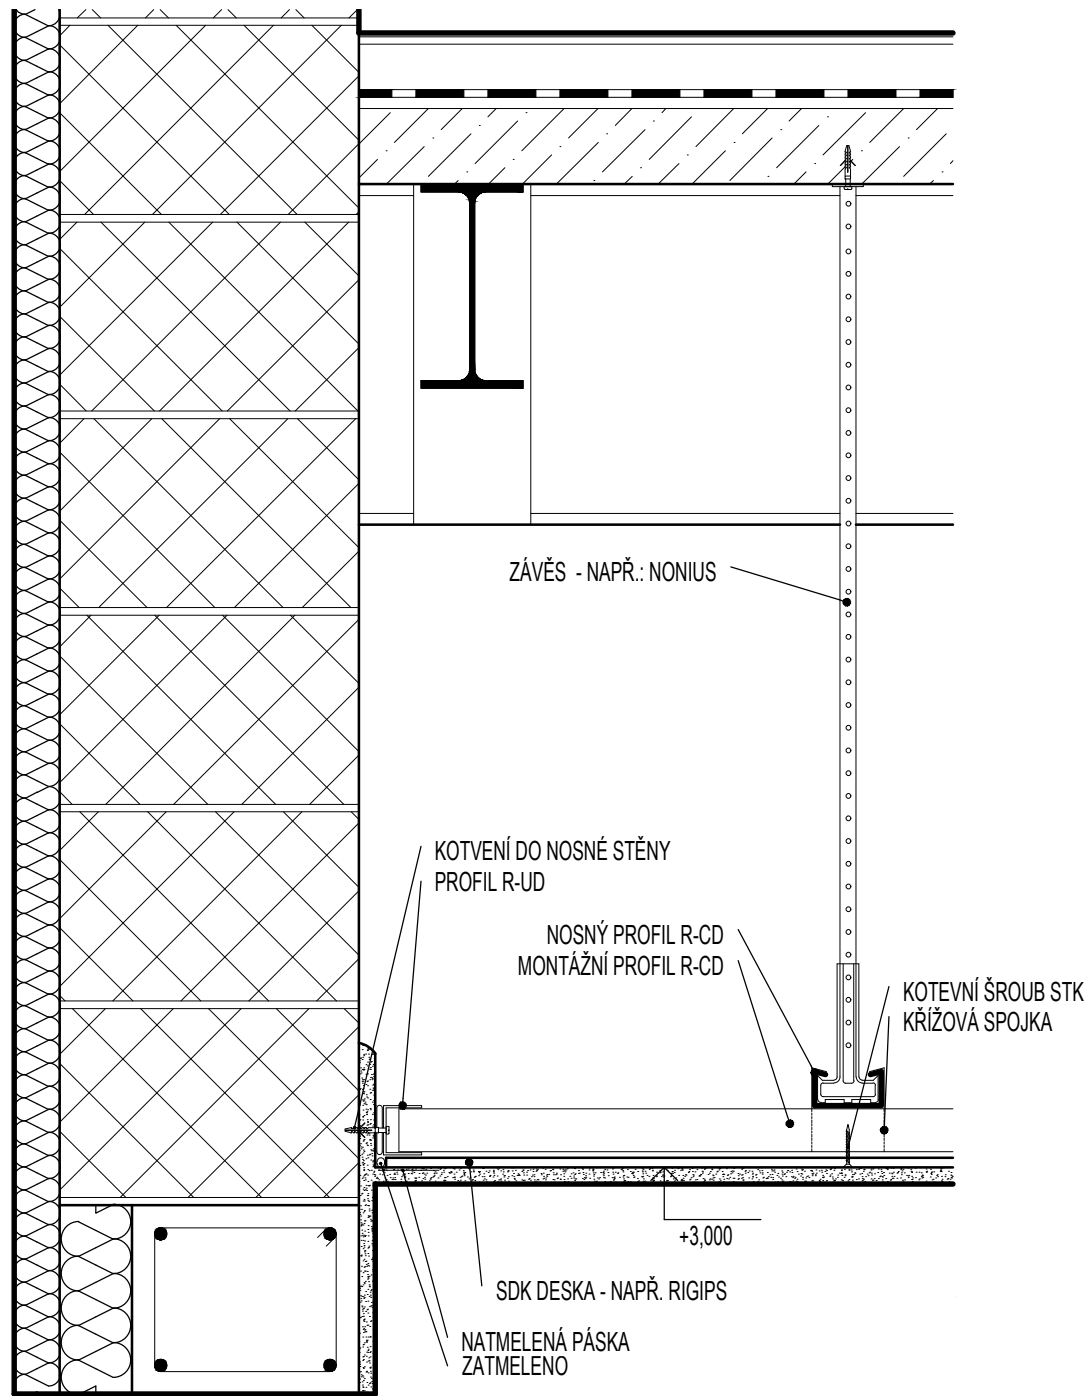 ZÁVĚS - NAPŘ.: NONIUS
KOTVENÍ DO NOSNÉ STĚNY
PROFIL R-UD
NOSNÝ PROFIL R-CD
MONTÁŽNÍ PROFIL R-CD
KOTEVNÍ ŠROUB STK
KŘÍŽOVÁ SPOJKA
+3,000
SDK DESKA - NAPŘ. RIGIPS
NATMELENÁ PÁSKA
ZATMELENO